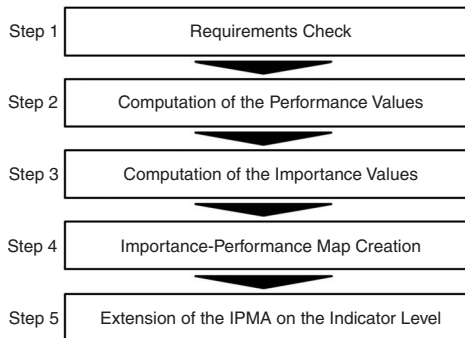 Step 1 Requirements Check
Step 2 Computation of the Performance Values
Step 3 Computation of the Importance Values
Step 4 Importance-Performance Map Creation
Step 5 Extension of the IPMA on the Indicator Level